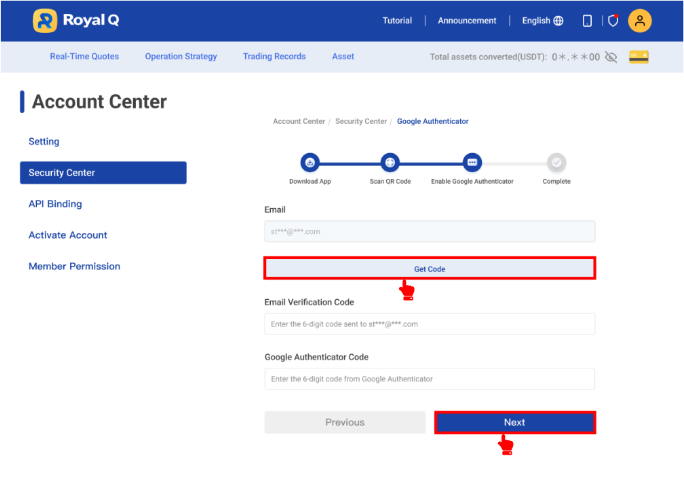 Royal Q
Tutorial | Announcement | English
Real-Time Quotes Operation Strategy Trading Records Asset Total assets converted(USDT): 0*.**00
Account Center
Account Center / Security Center / Google Authenticator
Setting
Security Center
API Binding
Activate Account
Member Permission
Download App Scan QR Code Enable Google Authenticator Complete
Email
st***@***.com
Get Code
Email Verification Code
Enter the 6-digit code sent to st***@***.com
Google Authenticator Code
Enter the 6-digit code from Google Authenticator
Previous Next